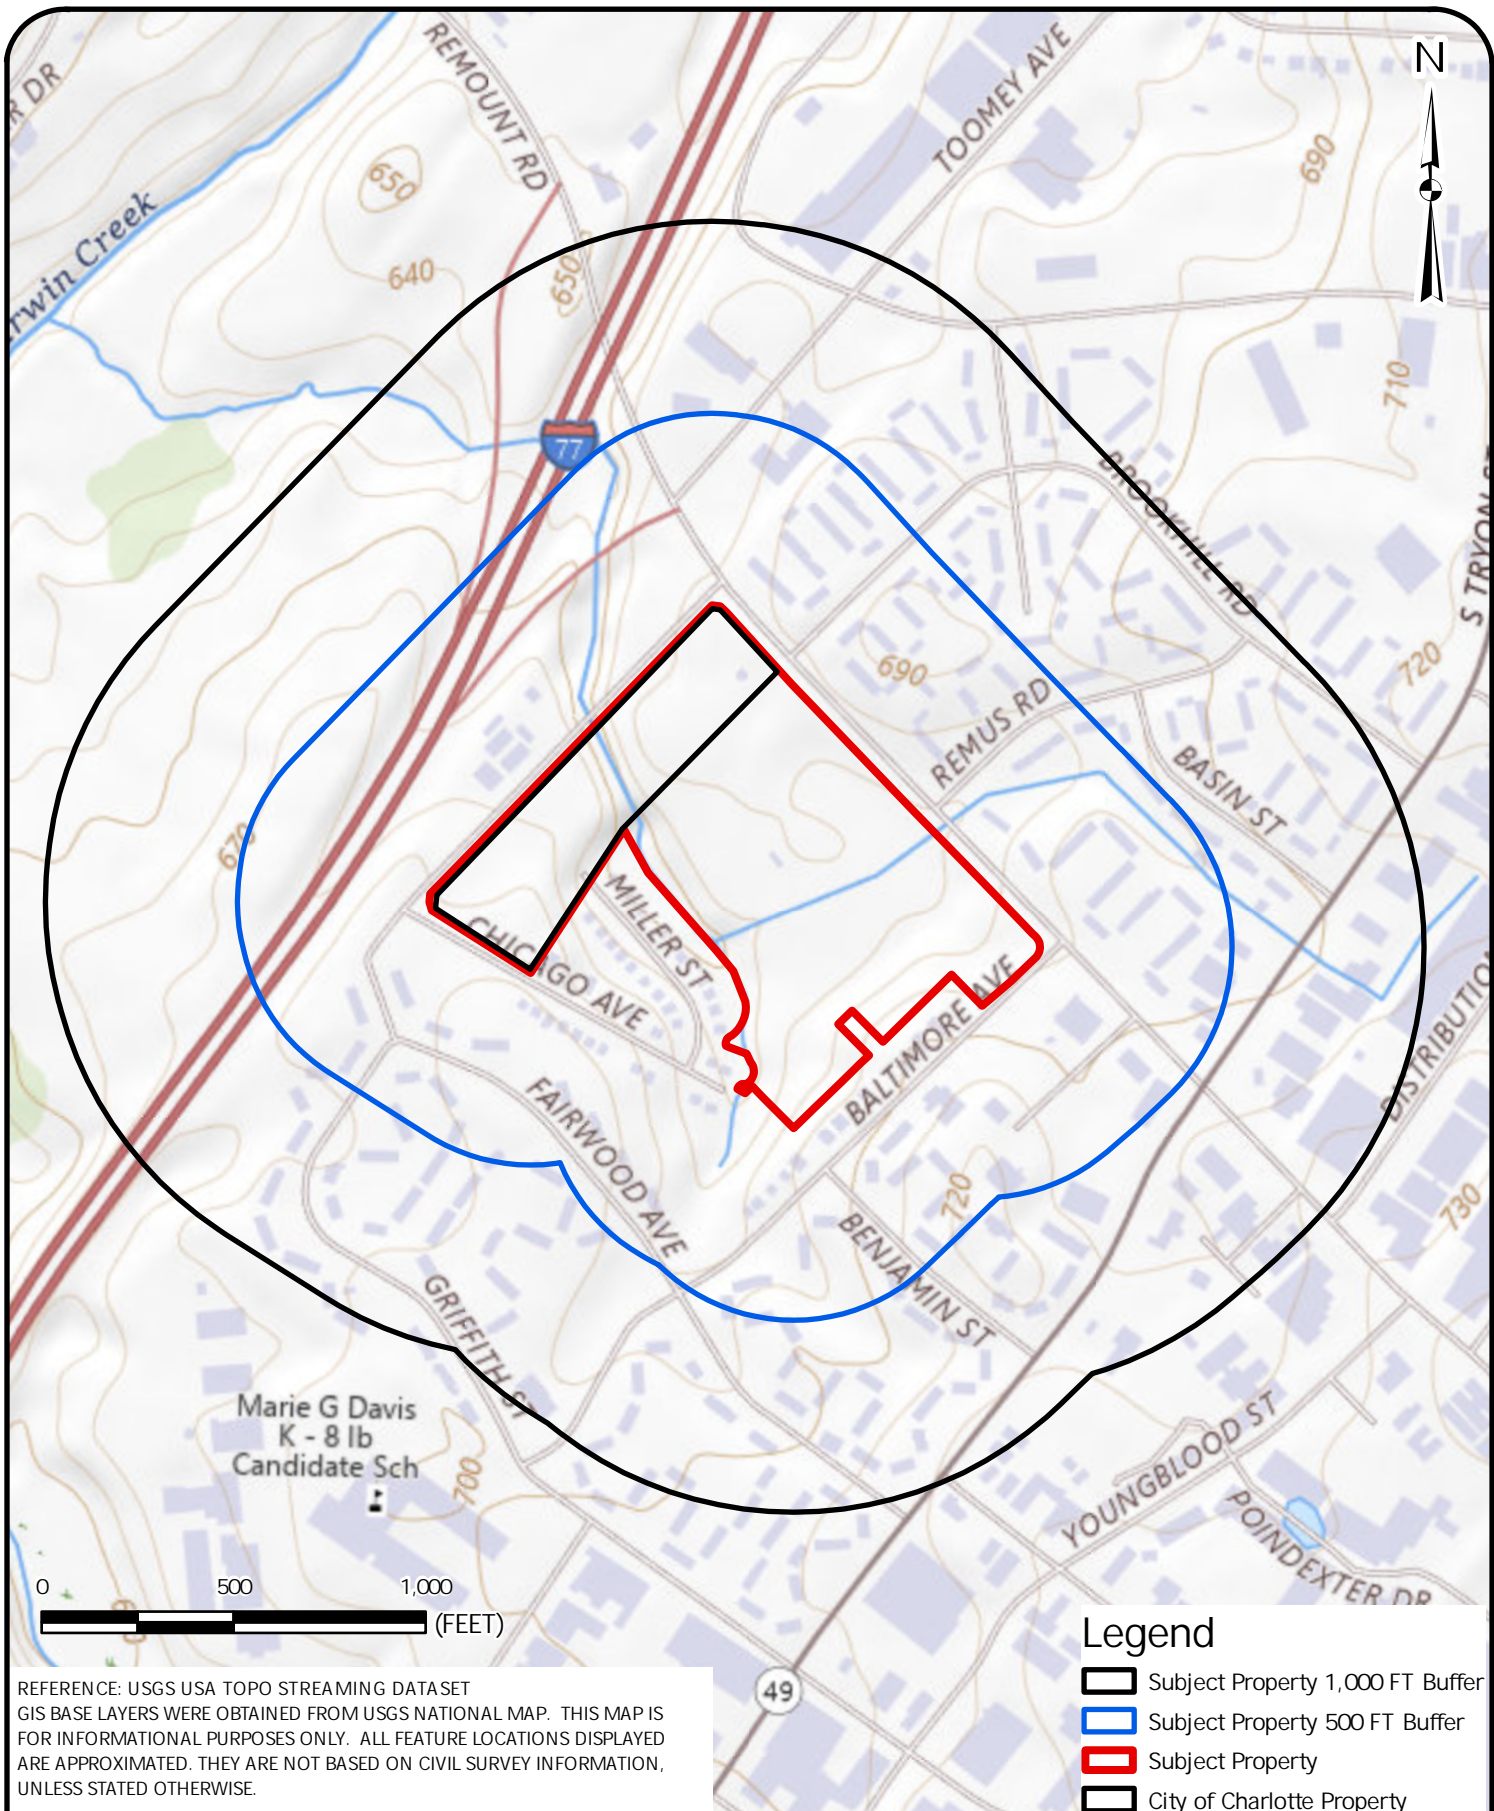 N
REMOUNT RD
TOOMEY AVE
R DR
650
690
rwin Creek
640
650
710
77
BROOKHILL RD
S TRYON ST
690
720
REMUS RD
BASIN ST
670
MILLER ST
CHICAGO AVE
BALTIMORE AVE
DISTRIBUTION
FAIRWOOD AVE
720
730
BENJAMIN ST
GRIFFITH ST
Marie G Davis
K - 8 Ib
Candidate Sch
700
YOUNGBLOOD ST
POINDEXTER DR
0 500 1,000
(FEET)
49
REFERENCE: USGS USA TOPO STREAMING DATASET
GIS BASE LAYERS WERE OBTAINED FROM USGS NATIONAL MAP. THIS MAP IS
FOR INFORMATIONAL PURPOSES ONLY. ALL FEATURE LOCATIONS DISPLAYED
ARE APPROXIMATED. THEY ARE NOT BASED ON CIVIL SURVEY INFORMATION,
UNLESS STATED OTHERWISE.
Legend
Subject Property 1,000 FT Buffer
Subject Property 500 FT Buffer
Subject Property
City of Charlotte Property